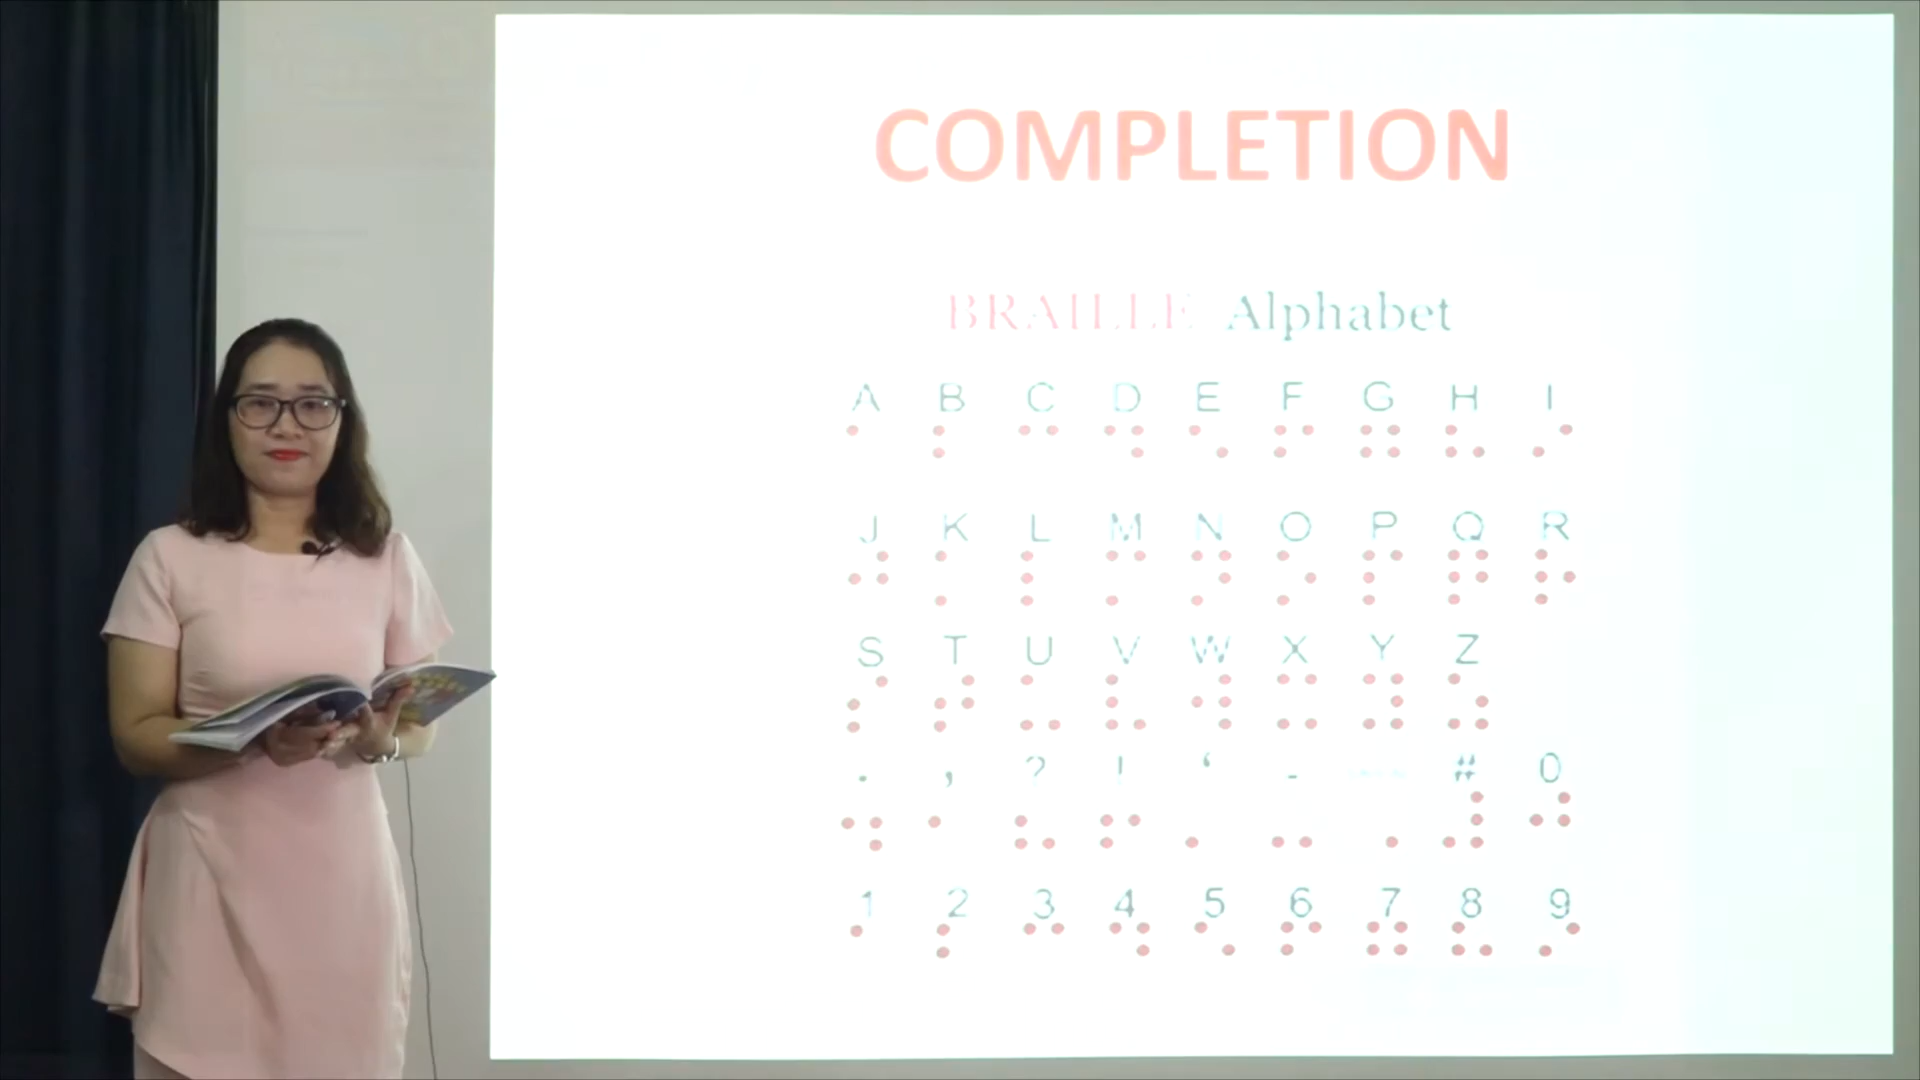 COMPLETION
BRAILLE Alphabet
A B C D E F G H I
J K L M N O P Q R
S T U V W X Y Z
. , ? ! ‘ - — # 0
1 2 3 4 5 6 7 8 9